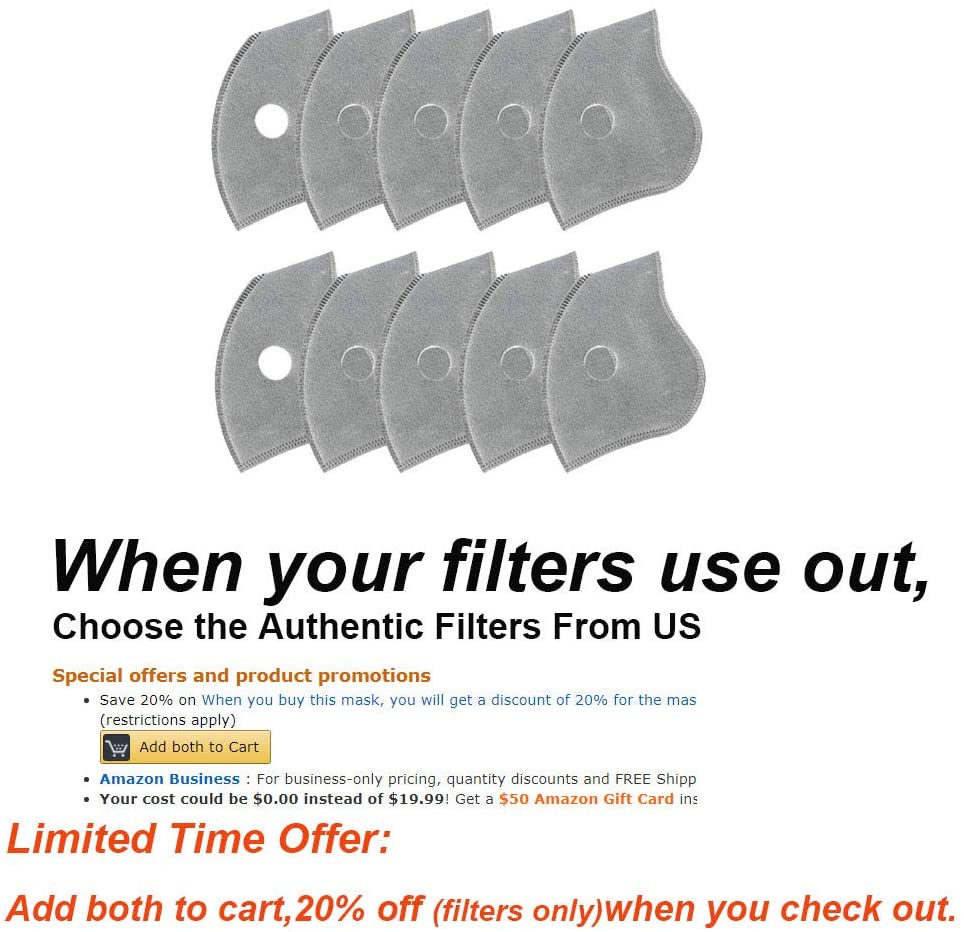 When your filters use out,
Choose the Authentic Filters From US
Special offers and product promotions
• Save 20% on When you buy this mask, you will get a discount of 20% for the mas
(restrictions apply)
Add both to Cart
• Amazon Business : For business-only pricing, quantity discounts and FREE Shipp
• Your cost could be $0.00 instead of $19.99! Get a $50 Amazon Gift Card ins
Limited Time Offer:
Add both to cart,20% off (filters only)when you check out.